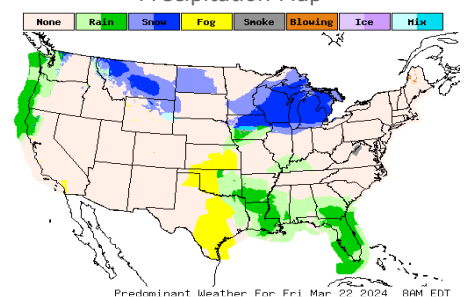 Precipitation Map
None Rain Snow Fog Smoke Blowing Ice Mix
Predominant Weather For Fri Mar 22 2024 8AM EDT